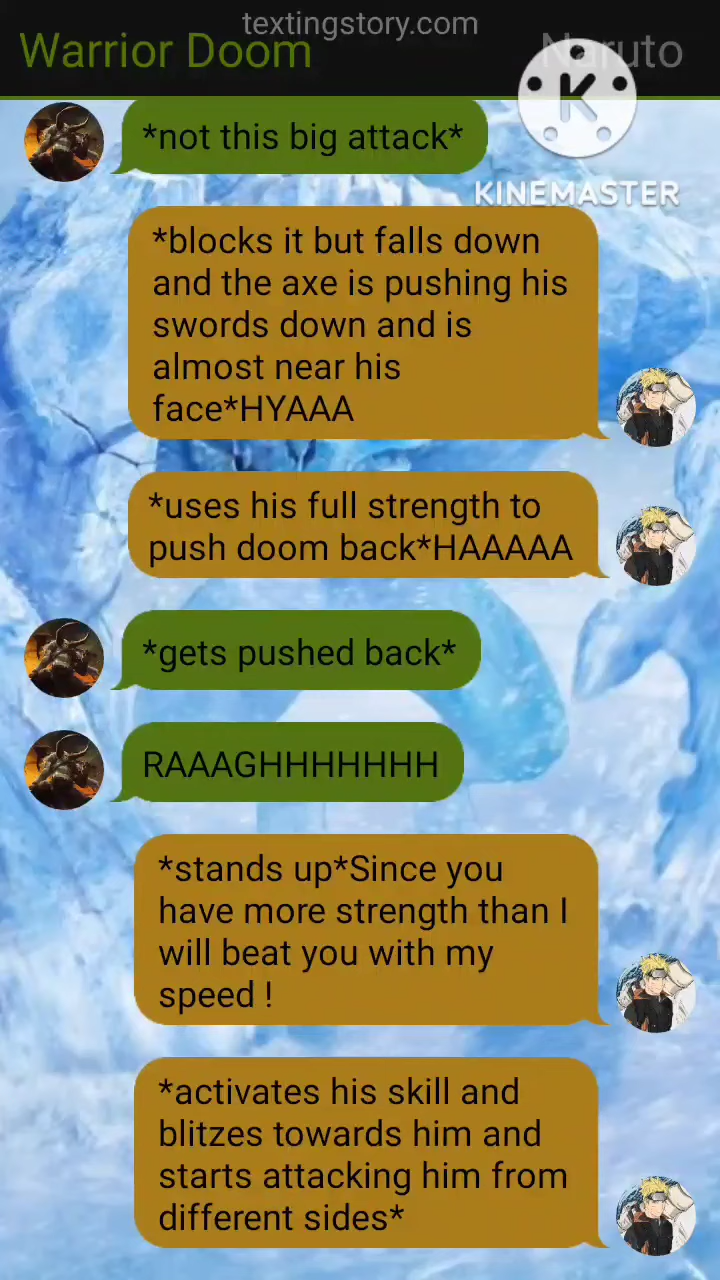 textingstory.com
Warrior Doom
Naruto
K
KINEMASTER
*not this big attack*
*blocks it but falls down
and the axe is pushing his
swords down and is
almost near his
face*HYAAA
*uses his full strength to
push doom back*HAAAAA
*gets pushed back*
RAAAGHHHHHHH
*stands up*Since you
have more strength than I
will beat you with my
speed !
*activates his skill and
blitzes towards him and
starts attacking him from
different sides*